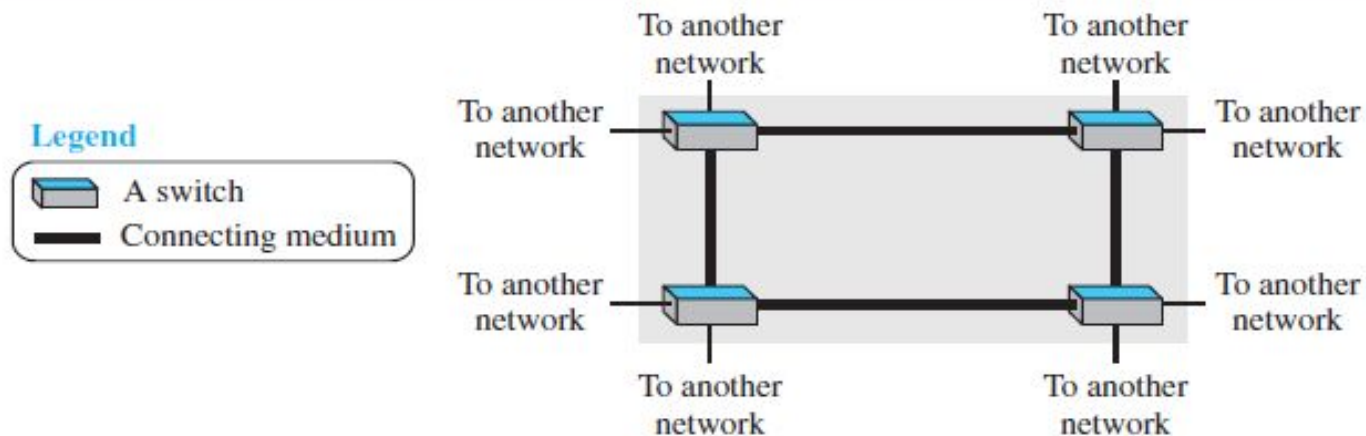 To another
network
To another
network
To another
network
To another
network
Legend
A switch
Connecting medium
To another
network
To another
network
To another
network
To another
network